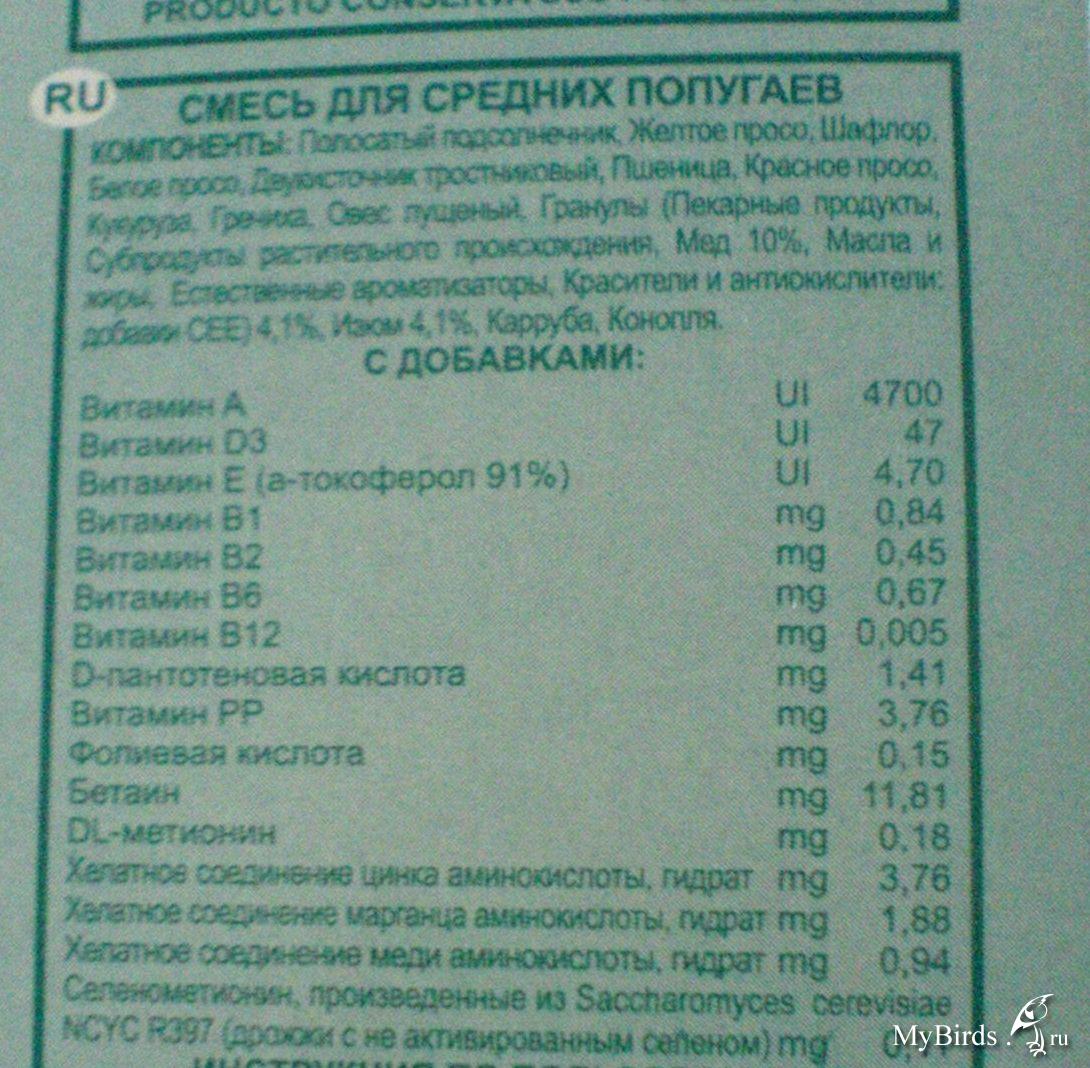 RU
СМЕСЬ ДЛЯ СРЕДНИХ ПОПУГАЕВ
КОМПОНЕНТЫ: Полосатый подсолнечник, Желтое просо, Шафлор,
Белое просо, Двукисточник тростниковый, Пшеница, Красное просо,
Кукуруза, Гречиха, Овес лущеный, Гранулы (Пекарные продукты,
Субпродукты растительного происхождения, Мед 10%, Масла и
жиры, Естественные ароматизаторы, Красители и антиокислители:
добавки CEE) 4,1%, Изюм 4,1%, Карруба, Конопля.
С ДОБАВКАМИ:
Витамин А UI 4700
Витамин D3 UI 47
Витамин Е (а-токоферол 91%) UI 4,70
Витамин В1 mg 0,84
Витамин В2 mg 0,45
Витамин В6 mg 0,67
Витамин В12 mg 0,005
D-пантотеновая кислота mg 1,41
Витамин РР mg 3,76
Фолиевая кислота mg 0,15
Бетаин mg 11,81
DL-метионин mg 0,18
Хелатное соединение цинка аминокислоты, гидрат mg 3,76
Хелатное соединение марганца аминокислоты, гидрат mg 1,88
Хелатное соединение меди аминокислоты, гидрат mg 0,94
Селенометионин, произведенные из Saccharomyces cerevisiae
NCYC R397 (дрожжи с не активированным селеном) mg
MyBirds.ru